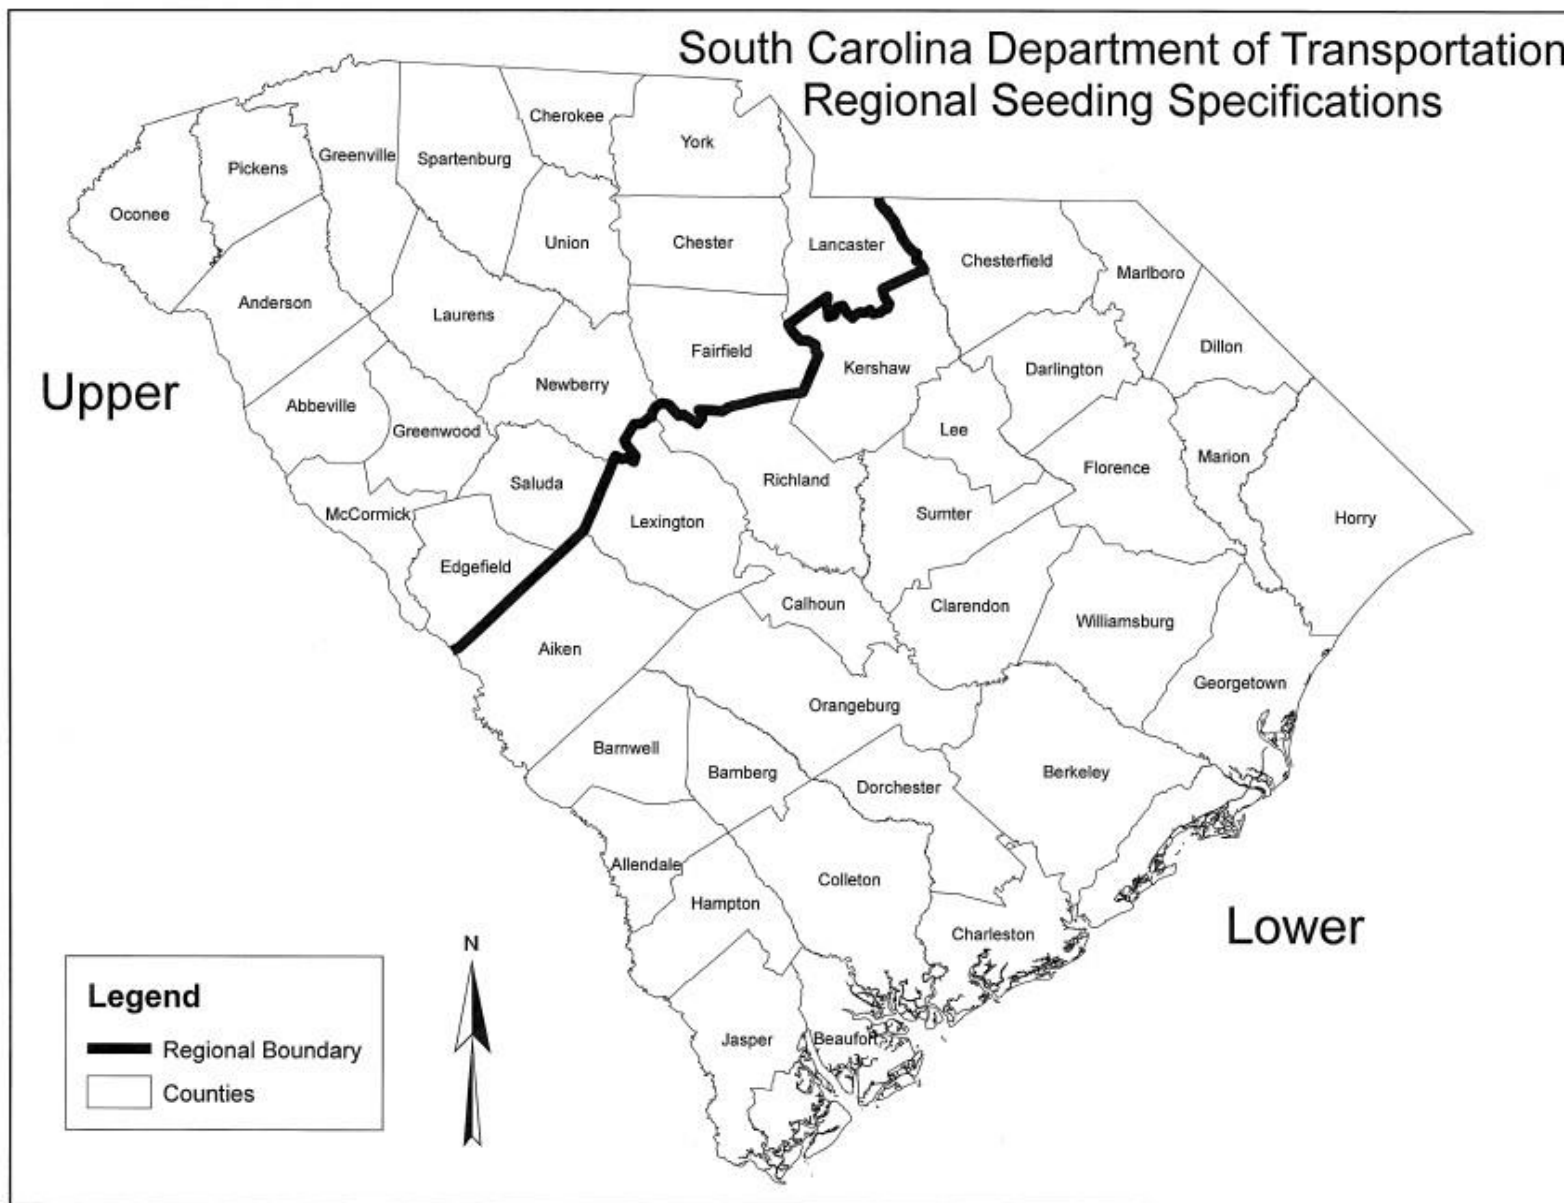 South Carolina Department of Transportation
Regional Seeding Specifications
Cherokee
York
Greenville
Spartenburg
Pickens
Oconee
Union
Chester
Lancaster
Chesterfield
Marlboro
Anderson
Laurens
Fairfield
Dillon
Kershaw
Darlington
Upper
Newberry
Abbeville
Greenwood
Lee
Marion
Florence
Saluda
Richland
McCormick
Lexington
Sumter
Horry
Edgefield
Calhoun
Clarendon
Williamsburg
Aiken
Georgetown
Orangeburg
Barnwell
Bamberg
Berkeley
Dorchester
Allendale
Colleton
Hampton
Charleston
Lower
N
Legend
Regional Boundary
Counties
Jasper
Beaufort